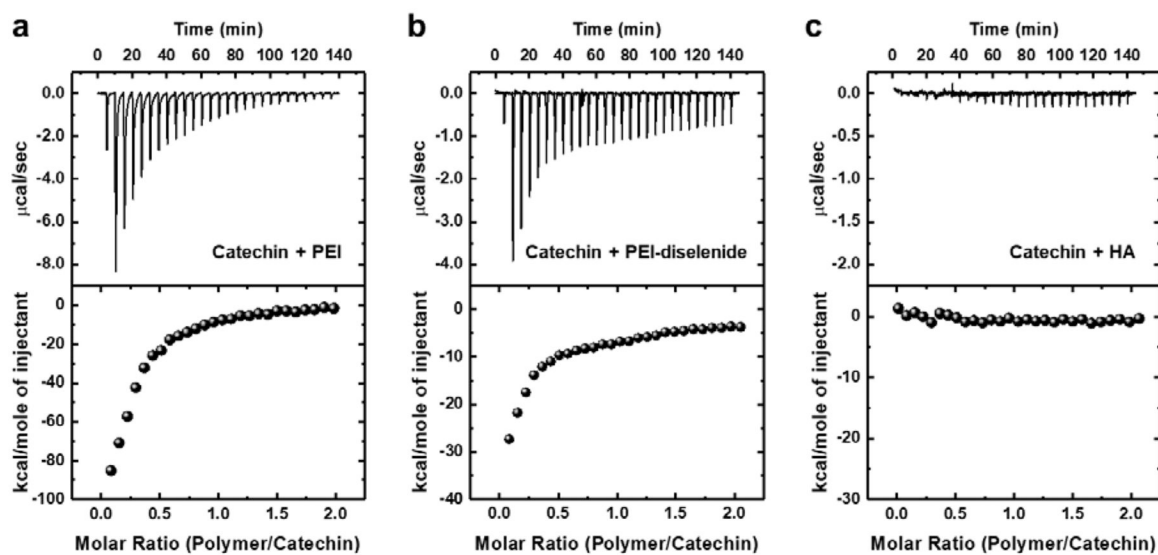 a
Time (min)
0 20 40 60 80 100 120 140
0.0
-2.0
-4.0
-6.0
-8.0
µcal/sec
Catechin + PEI
0
-20
-40
-60
-80
-100
kcal/mole of injectant
0.0 0.5 1.0 1.5 2.0
Molar Ratio (Polymer/Catechin)
b
Time (min)
0 20 40 60 80 100 120 140
0.0
-1.0
-2.0
-3.0
-4.0
µcal/sec
Catechin + PEI-diselenide
0
-10
-20
-30
-40
kcal/mole of injectant
0.0 0.5 1.0 1.5 2.0
Molar Ratio (Polymer/Catechin)
c
Time (min)
0 20 40 60 80 100 120 140
0.0
-0.5
-1.0
-1.5
-2.0
µcal/sec
Catechin + HA
0
-10
-20
-30
kcal/mole of injectant
0.0 0.5 1.0 1.5 2.0
Molar Ratio (Polymer/Catechin)